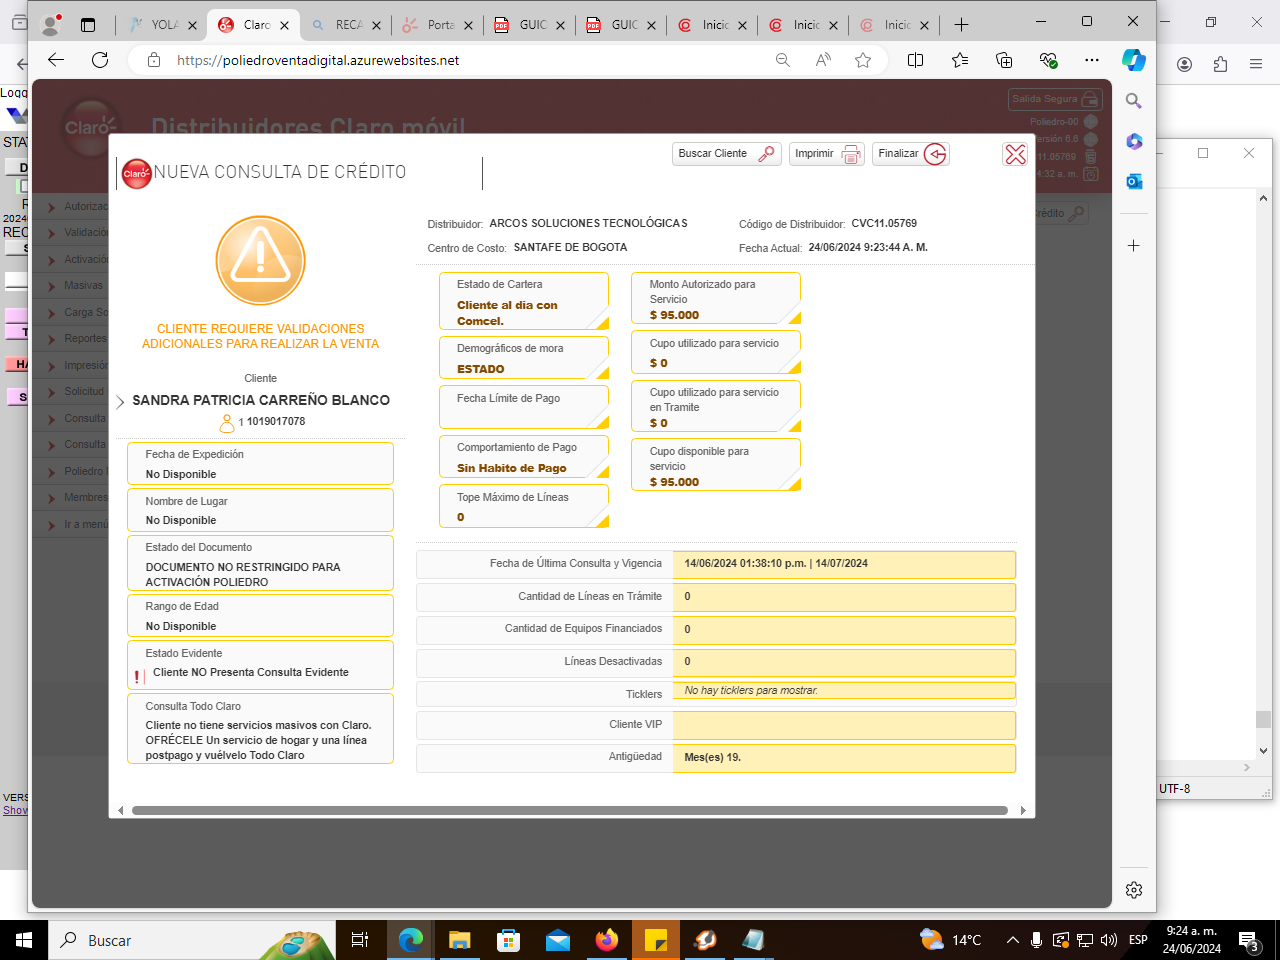 YOLA
Claro
RECA
Porta
GUIC
GUIC
Inicic
Inicic
Inicic
https://poliedroventadigital.azurewebsites.net
Distribuidores Claro móvil
Salida Segura
Poliedro-00
NUEVA CONSULTA DE CRÉDITO
Buscar Cliente
Imprimir
Finalizar
CLIENTE REQUIERE VALIDACIONES
ADICIONALES PARA REALIZAR LA VENTA
Cliente
SANDRA PATRICIA CARREÑO BLANCO
1 1019017078
Fecha de Expedición
No Disponible
Nombre de Lugar
No Disponible
Estado del Documento
DOCUMENTO NO RESTRINGIDO PARA
ACTIVACIÓN POLIEDRO
Rango de Edad
No Disponible
Estado Evidente
Cliente NO Presenta Consulta Evidente
Consulta Todo Claro
Cliente no tiene servicios masivos con Claro.
OFRÉCELE Un servicio de hogar y una línea
postpago y vuélvelo Todo Claro
Distribuidor: ARCOS SOLUCIONES TECNOLÓGICAS
Código de Distribuidor: CVC11.05769
Centro de Costo: SANTAFE DE BOGOTA
Fecha Actual: 24/06/2024 9:23:44 A. M.
Estado de Cartera
Cliente al dia con
Comcel.
Demográficos de mora
ESTADO
Fecha Límite de Pago
Comportamiento de Pago
Sin Habito de Pago
Tope Máximo de Líneas
0
Monto Autorizado para
Servicio
$ 95.000
Cupo utilizado para servicio
$ 0
Cupo utilizado para servicio
en Tramite
$ 0
Cupo disponible para
servicio
$ 95.000
Fecha de Última Consulta y Vigencia 14/06/2024 01:38:10 p.m. | 14/07/2024
Cantidad de Líneas en Trámite 0
Cantidad de Equipos Financiados 0
Líneas Desactivadas 0
Ticklers No hay ticklers para mostrar.
Cliente VIP
Antigüedad Mes(es) 19.
Autorizac
Validación
Activación
Masivas
Carga So
Reportes
Impresión
Solicitud
Consulta
Consulta
Poliedro
Membres
Ir a menú
UTF-8
Buscar
14°C
ESP
9:24 a. m.
24/06/2024
3